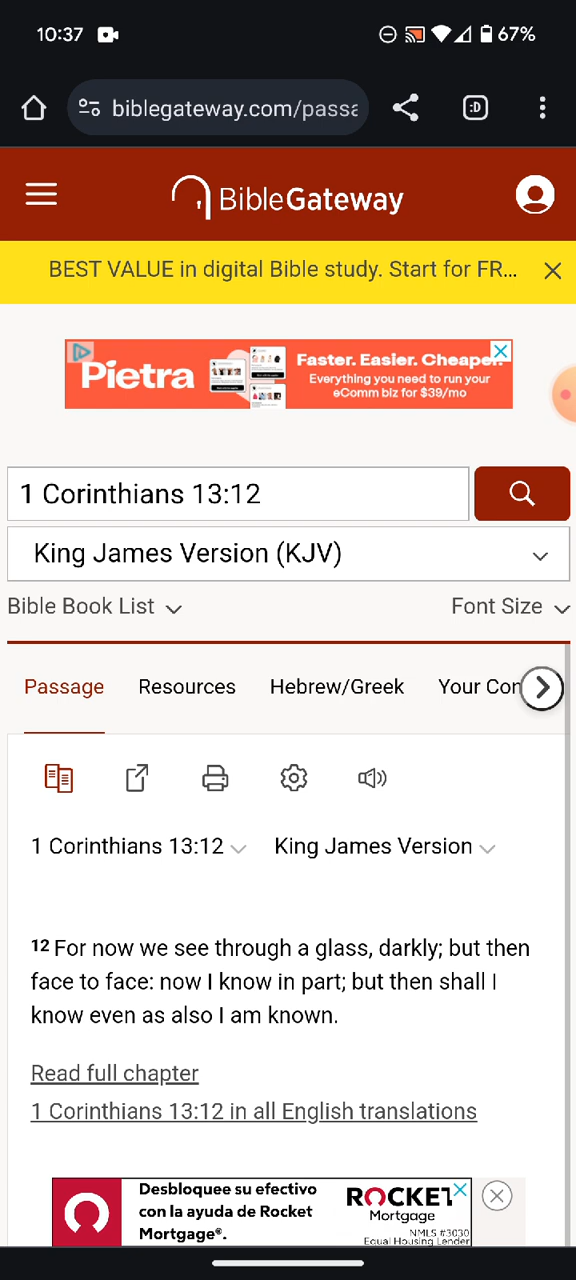 10:37
67%
biblegateway.com/passa
:D
BibleGateway
BEST VALUE in digital Bible study. Start for FR...
Pietra
Faster. Easier. Cheaper.
Everything you need to run your
eComm biz for $39/mo
1 Corinthians 13:12
King James Version (KJV)
Bible Book List
Font Size
Passage Resources Hebrew/Greek Your Con
1 Corinthians 13:12 King James Version
12 For now we see through a glass, darkly; but then
face to face: now I know in part; but then shall I
know even as also I am known.
Read full chapter
1 Corinthians 13:12 in all English translations
Desbloquee su efectivo
con la ayuda de Rocket
Mortgage®.
ROCKET
Mortgage
NMLS #3030
Equal Housing Lender